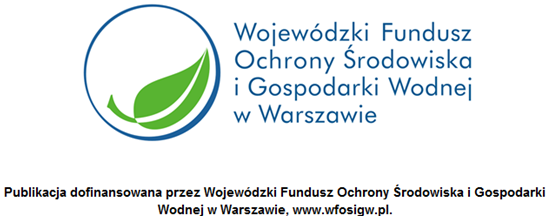 Wojewódzki Fundusz
Ochrony Środowiska
i Gospodarki Wodnej
w Warszawie
Publikacja dofinansowana przez Wojewódzki Fundusz Ochrony Środowiska i Gospodarki
Wodnej w Warszawie, www.wfosigw.pl.